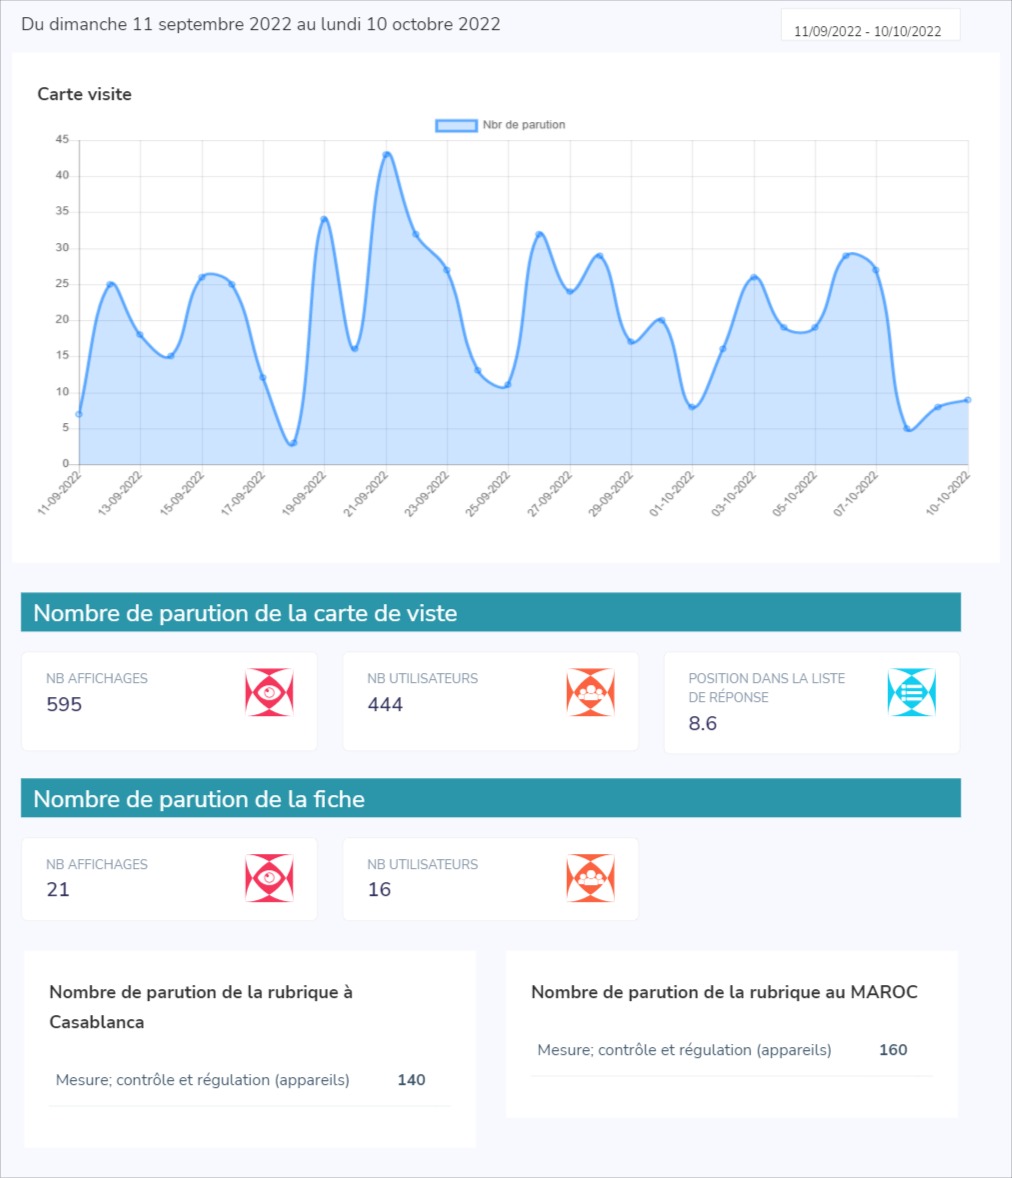 Du dimanche 11 septembre 2022 au lundi 10 octobre 2022
11/09/2022 - 10/10/2022
Carte visite
Nbr de parution
45
40
35
30
25
20
15
10
5
0
11-09-2022
13-09-2022
15-09-2022
17-09-2022
19-09-2022
21-09-2022
23-09-2022
25-09-2022
27-09-2022
29-09-2022
01-10-2022
03-10-2022
05-10-2022
07-10-2022
10-10-2022
Nombre de parution de la carte de viste
NB AFFICHAGES
595
NB UTILISATEURS
444
POSITION DANS LA LISTE
DE RÉPONSE
8.6
Nombre de parution de la fiche
NB AFFICHAGES
21
NB UTILISATEURS
16
Nombre de parution de la rubrique à
Casablanca
Mesure; contrôle et régulation (appareils) 140
Nombre de parution de la rubrique au MAROC
Mesure; contrôle et régulation (appareils) 160